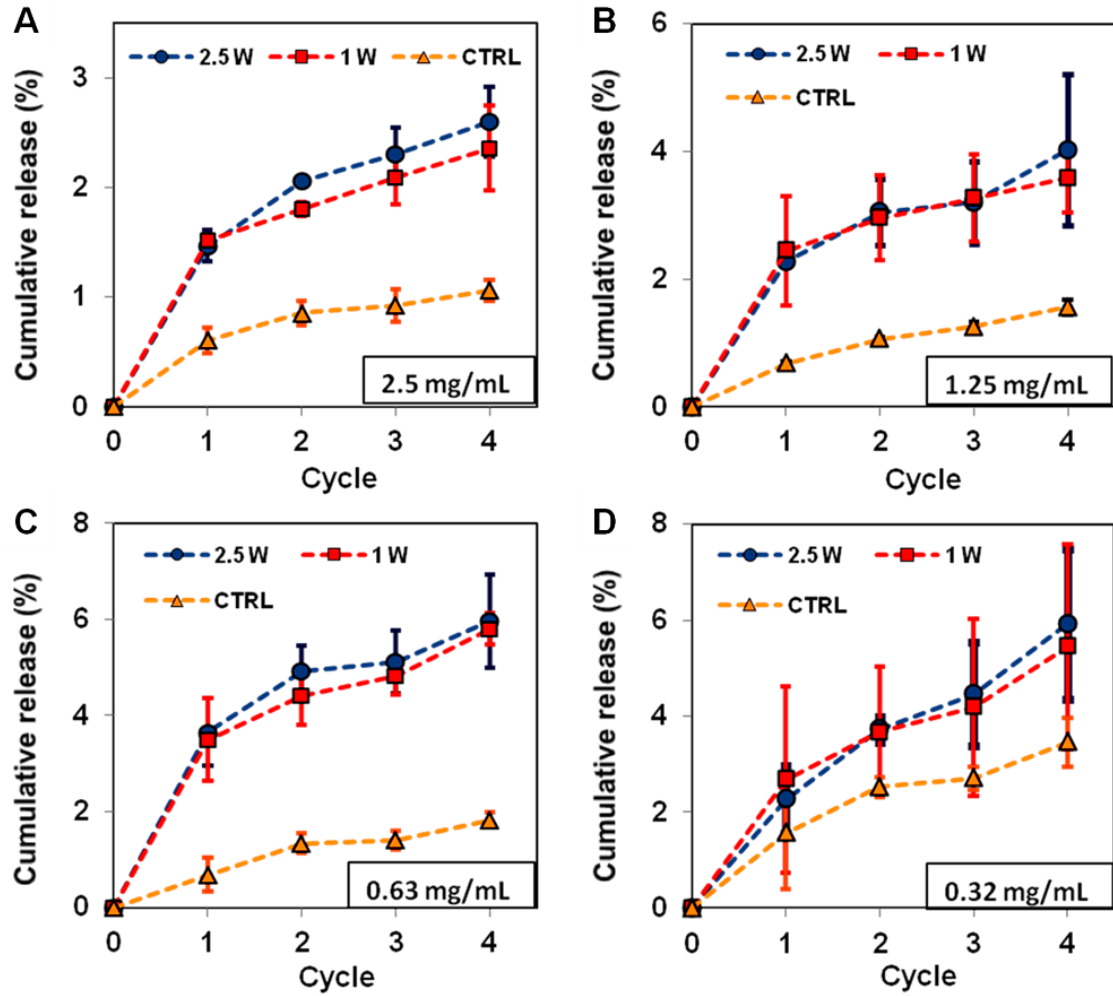 A
2.5 W 1 W CTRL
Cumulative release (%)
3
2
1
0
2.5 mg/mL
0 1 2 3 4
Cycle
B
2.5 W 1 W
CTRL
Cumulative release (%)
6
4
2
0
1.25 mg/mL
0 1 2 3 4
Cycle
C
2.5 W 1 W
CTRL
Cumulative release (%)
8
6
4
2
0
0.63 mg/mL
0 1 2 3 4
Cycle
D
2.5 W 1 W
CTRL
Cumulative release (%)
8
6
4
2
0
0.32 mg/mL
0 1 2 3 4
Cycle